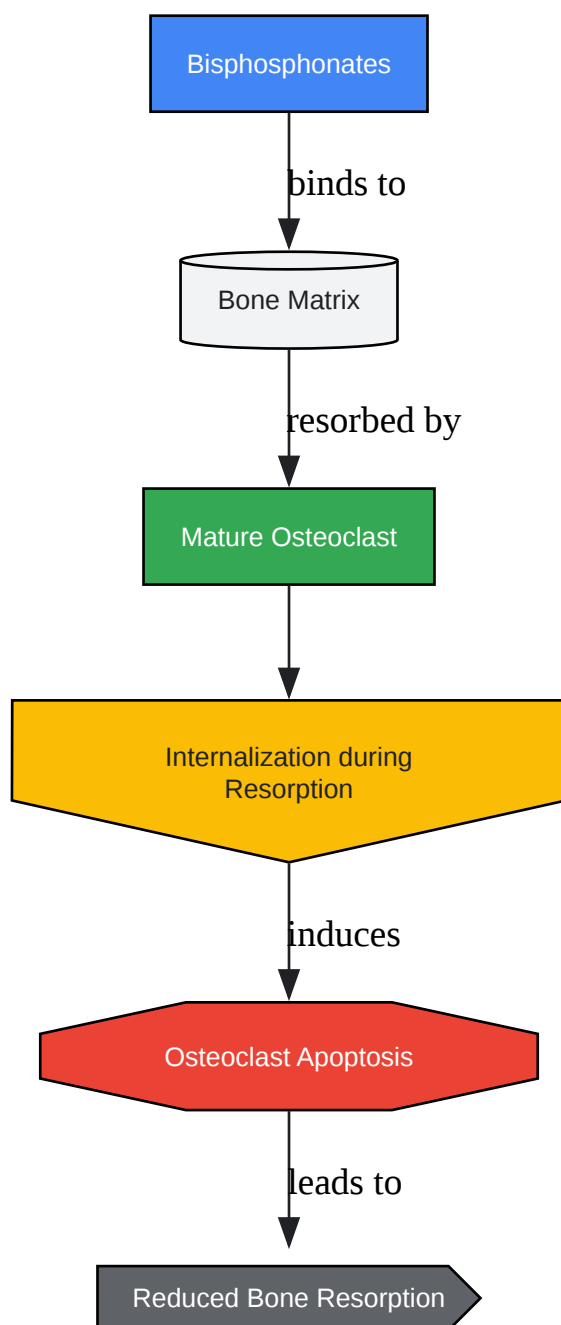 Bisphosphonates
binds to
Bone Matrix
resorbed by
Mature Osteoclast
Internalization during
Resorption
induces
Osteoclast Apoptosis
leads to
Reduced Bone Resorption